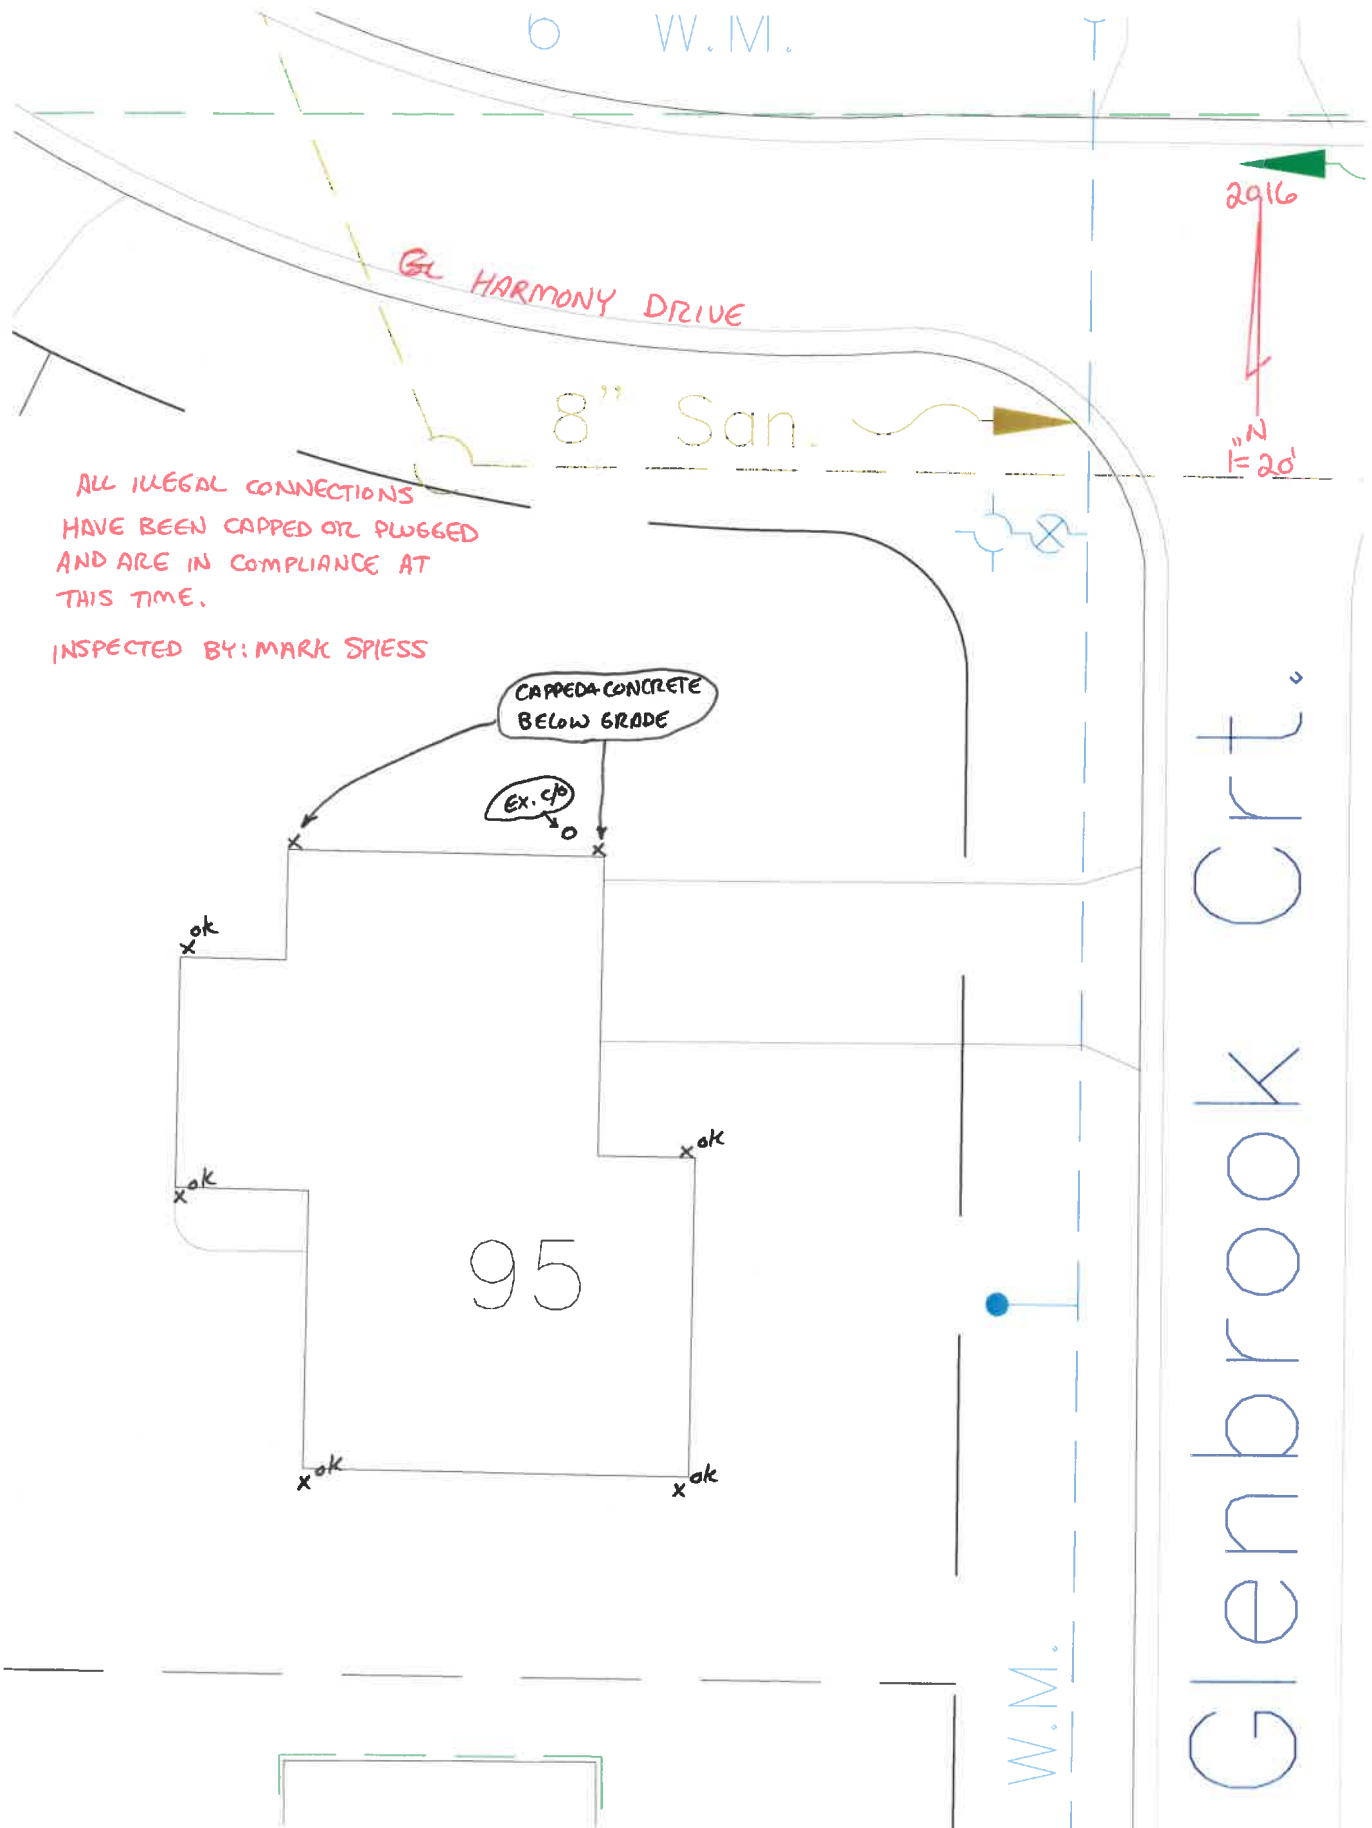 6 W.M.
2016
HARMONY DRIVE
8" San.
N
1"=20'
ALL ILLEGAL CONNECTIONS
HAVE BEEN CAPPED OR PLUGGED
AND ARE IN COMPLIANCE AT
THIS TIME.
INSPECTED BY: MARK SPIESS
CAPPED+CONCRETE
BELOW GRADE
EX. C/O
ok
ok
ok
95
ok
ok
Glenbrook Crt.
W.M.